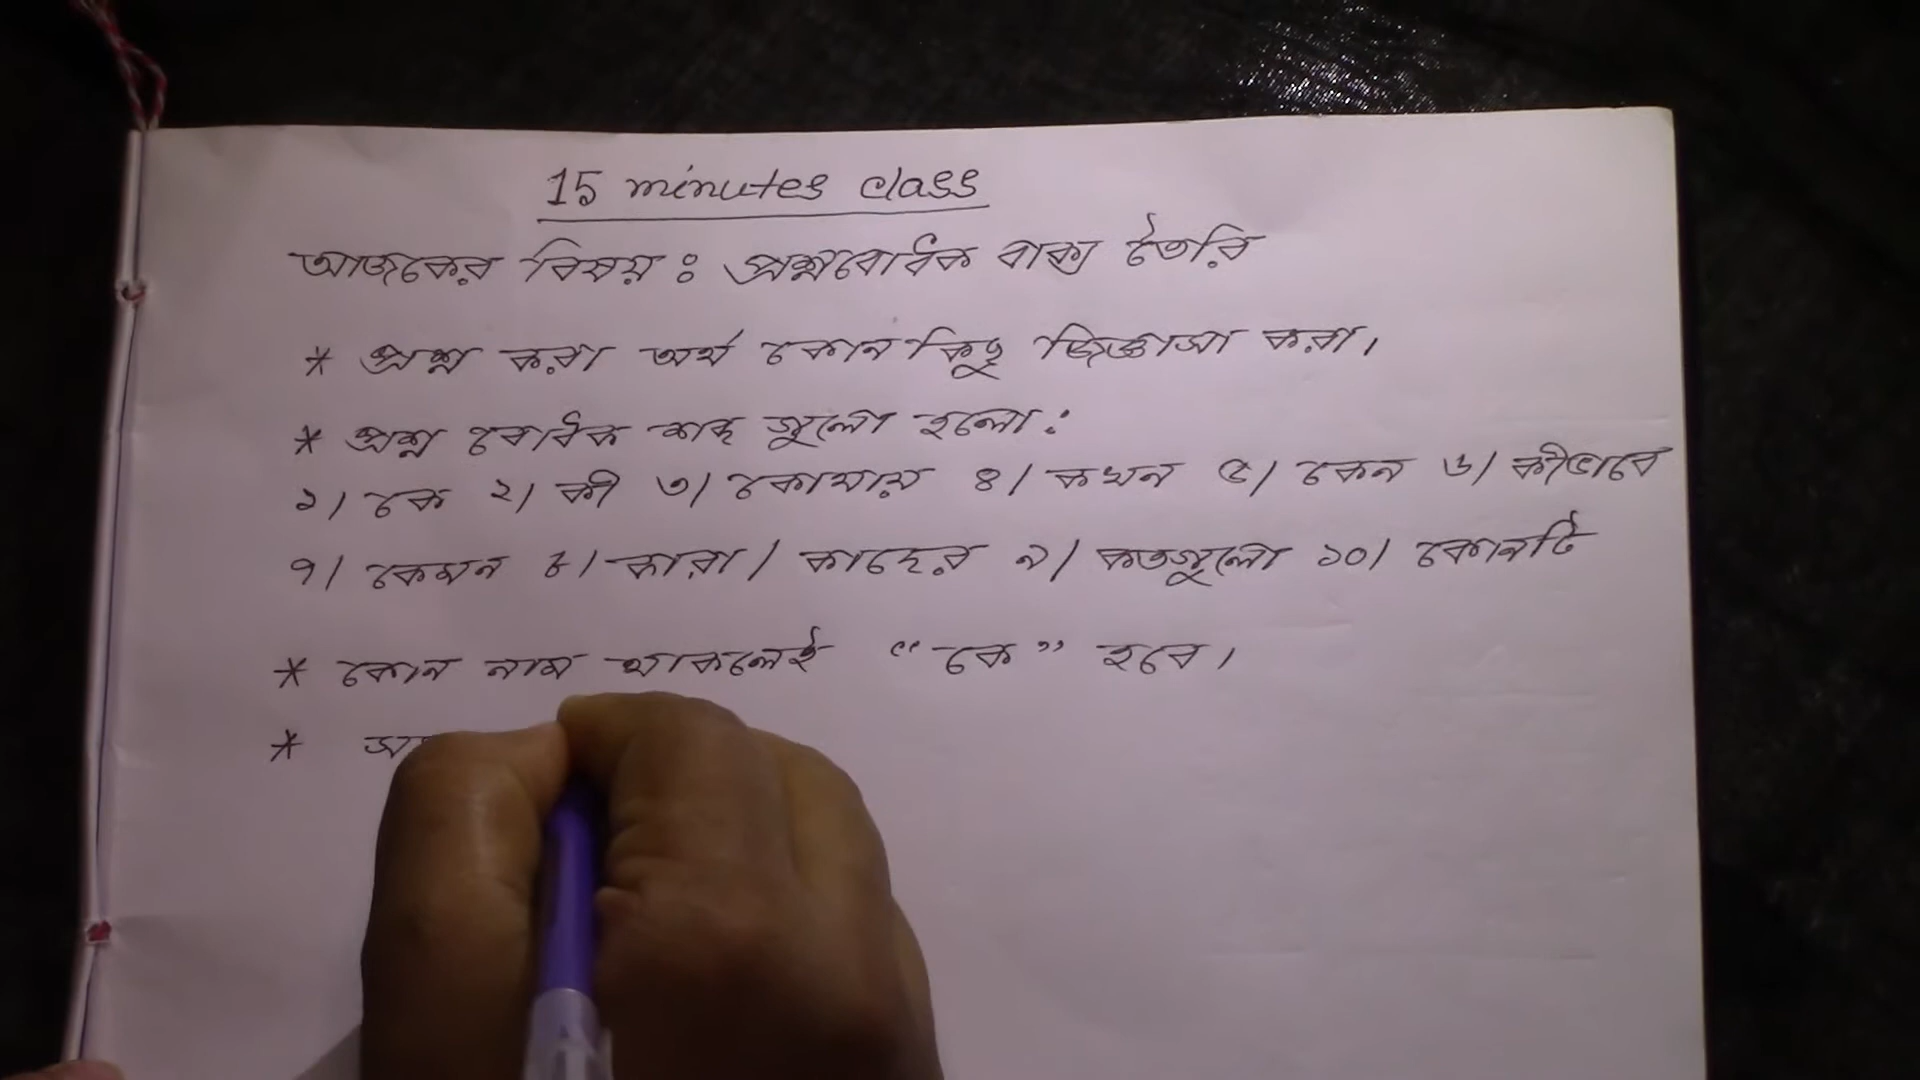 15 minutes class
আজকের বিষয় : প্রশ্নবোধক বাক্য তৈরি
* প্রশ্ন করা অর্থ কোন কিছু জিজ্ঞাসা করা।
* প্রশ্ন বোধক শব্দ গুলো হলো :
১/ কে ২/ কী ৩/ কোথায় ৪/ কখন ৫/ কেন ৬/ কীভাবে
৭/ কেমন ৮/ কারা / কাদের ৯/ কতগুলো ১০/ কোনটি
* কোন নাম থাকলেই “কে” হবে।
*